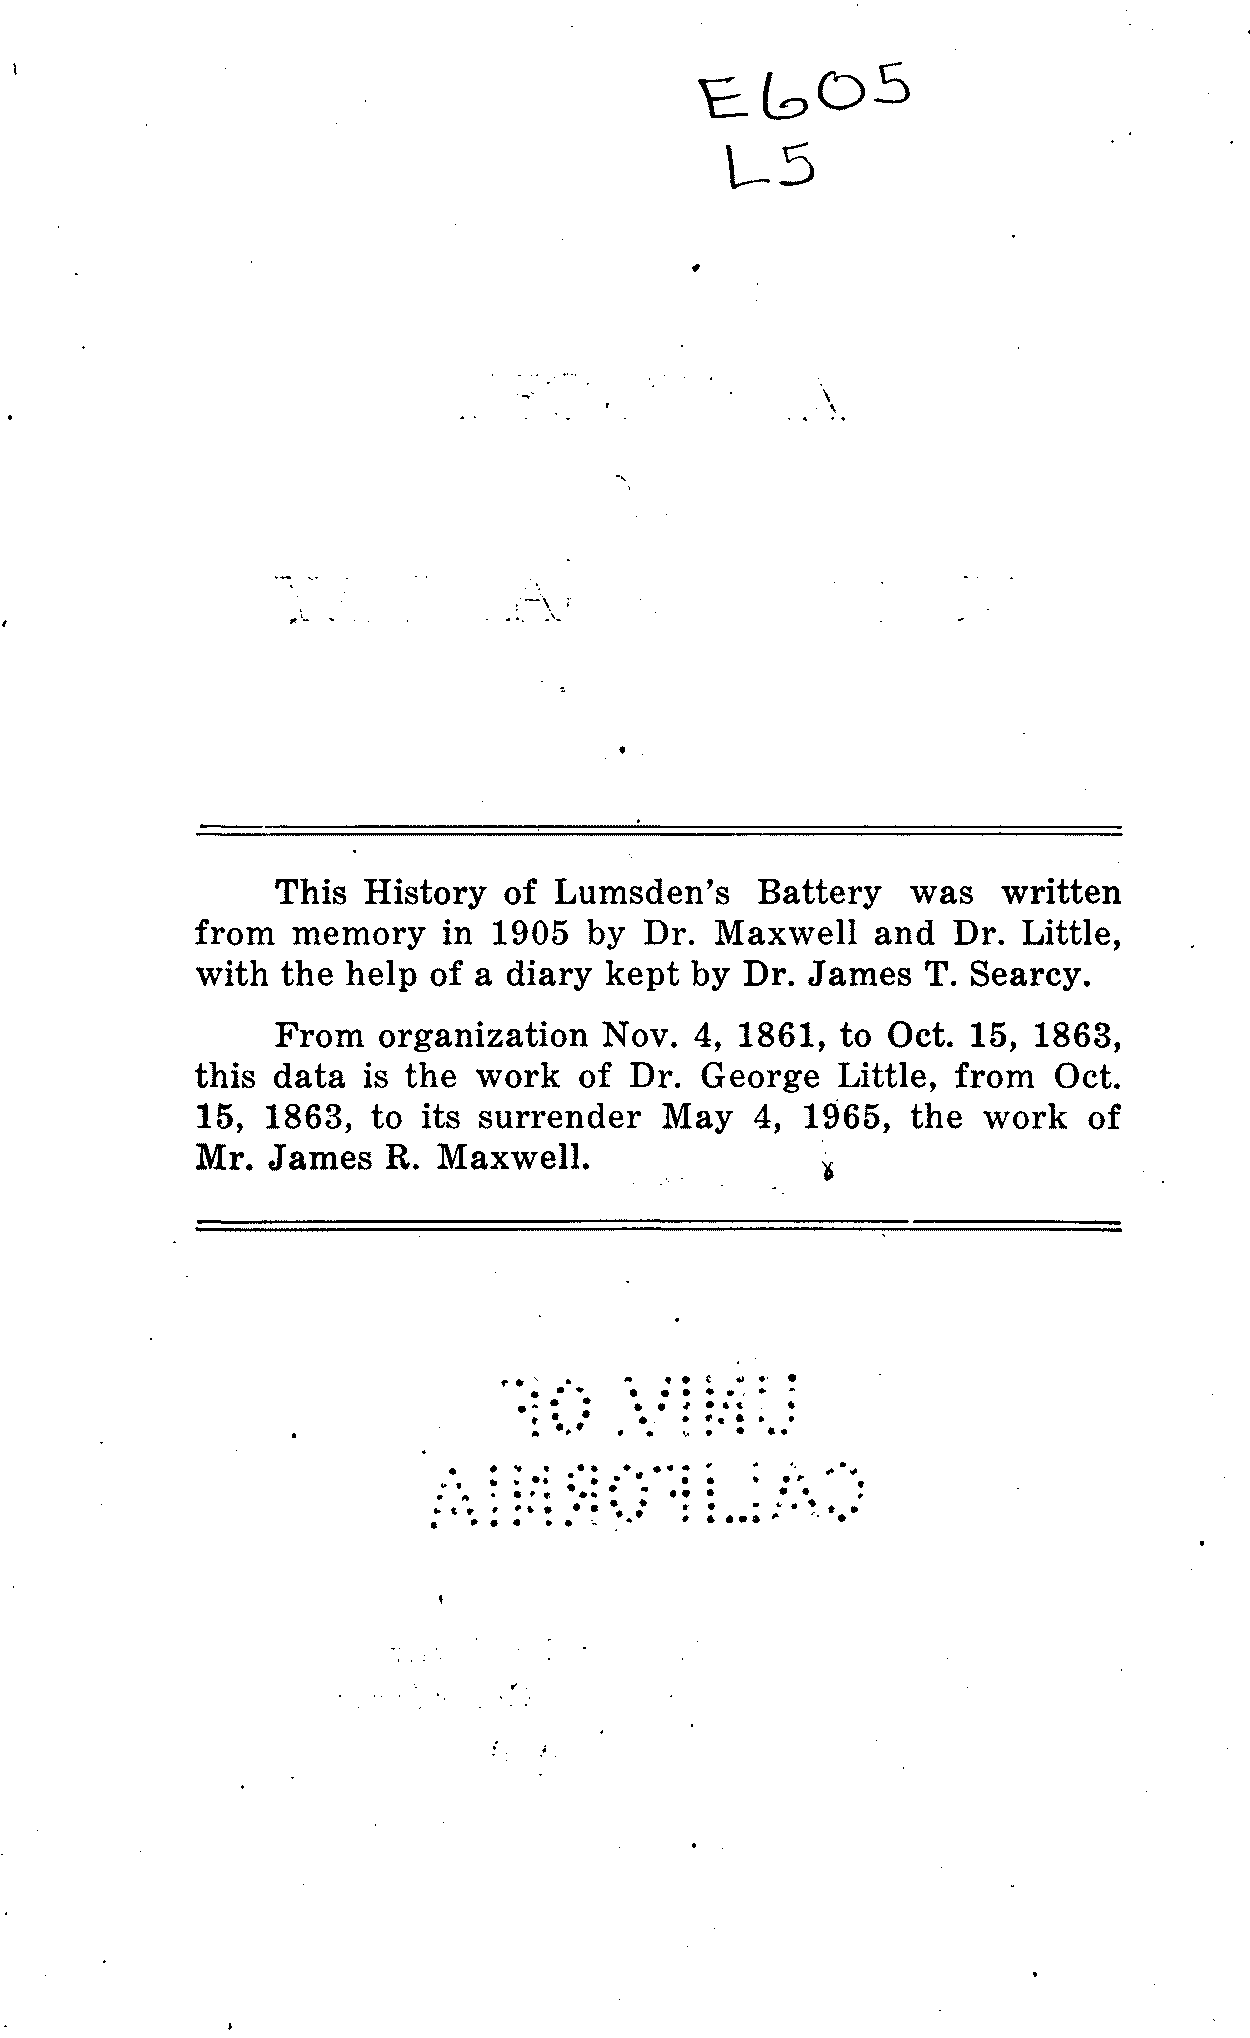 E605
L5
This History of Lumsden's Battery was written
from memory in 1905 by Dr. Maxwell and Dr. Little,
with the help of a diary kept by Dr. James T. Searcy.
From organization Nov. 4, 1861, to Oct. 15, 1863,
this data is the work of Dr. George Little, from Oct.
15, 1863, to its surrender May 4, 1965, the work of
Mr. James R. Maxwell.
UNIV OF
CALIFORNIA